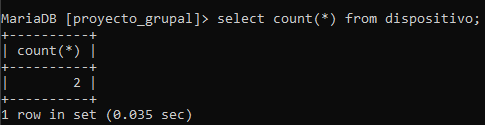 MariaDB [proyecto_grupal]> select count(*) from dispositivo;
+----------+
| count(*) |
+----------+
|        2 |
+----------+
1 row in set (0.035 sec)